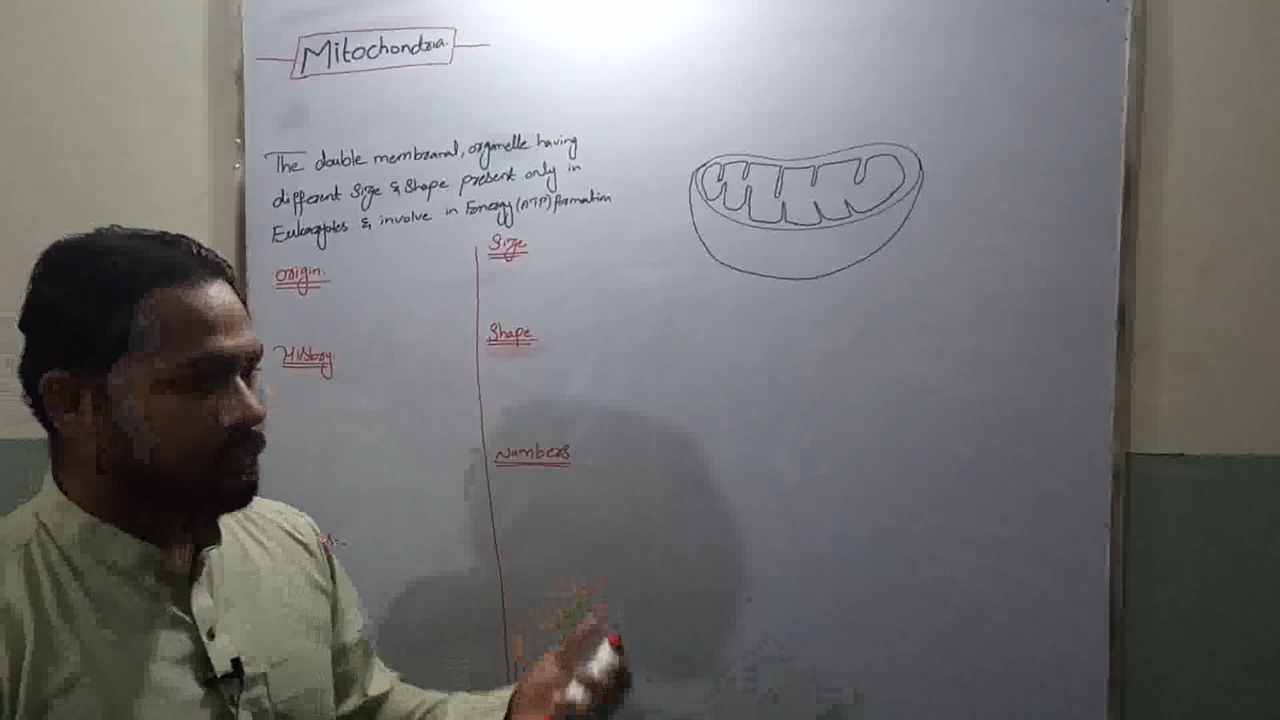 Mitochondria.
The double membranal, organelle having
different Size & Shape present only in
Eukaryotes & involve in Energy (ATP) formation
Origin:
History:
Size
Shape
Numbers